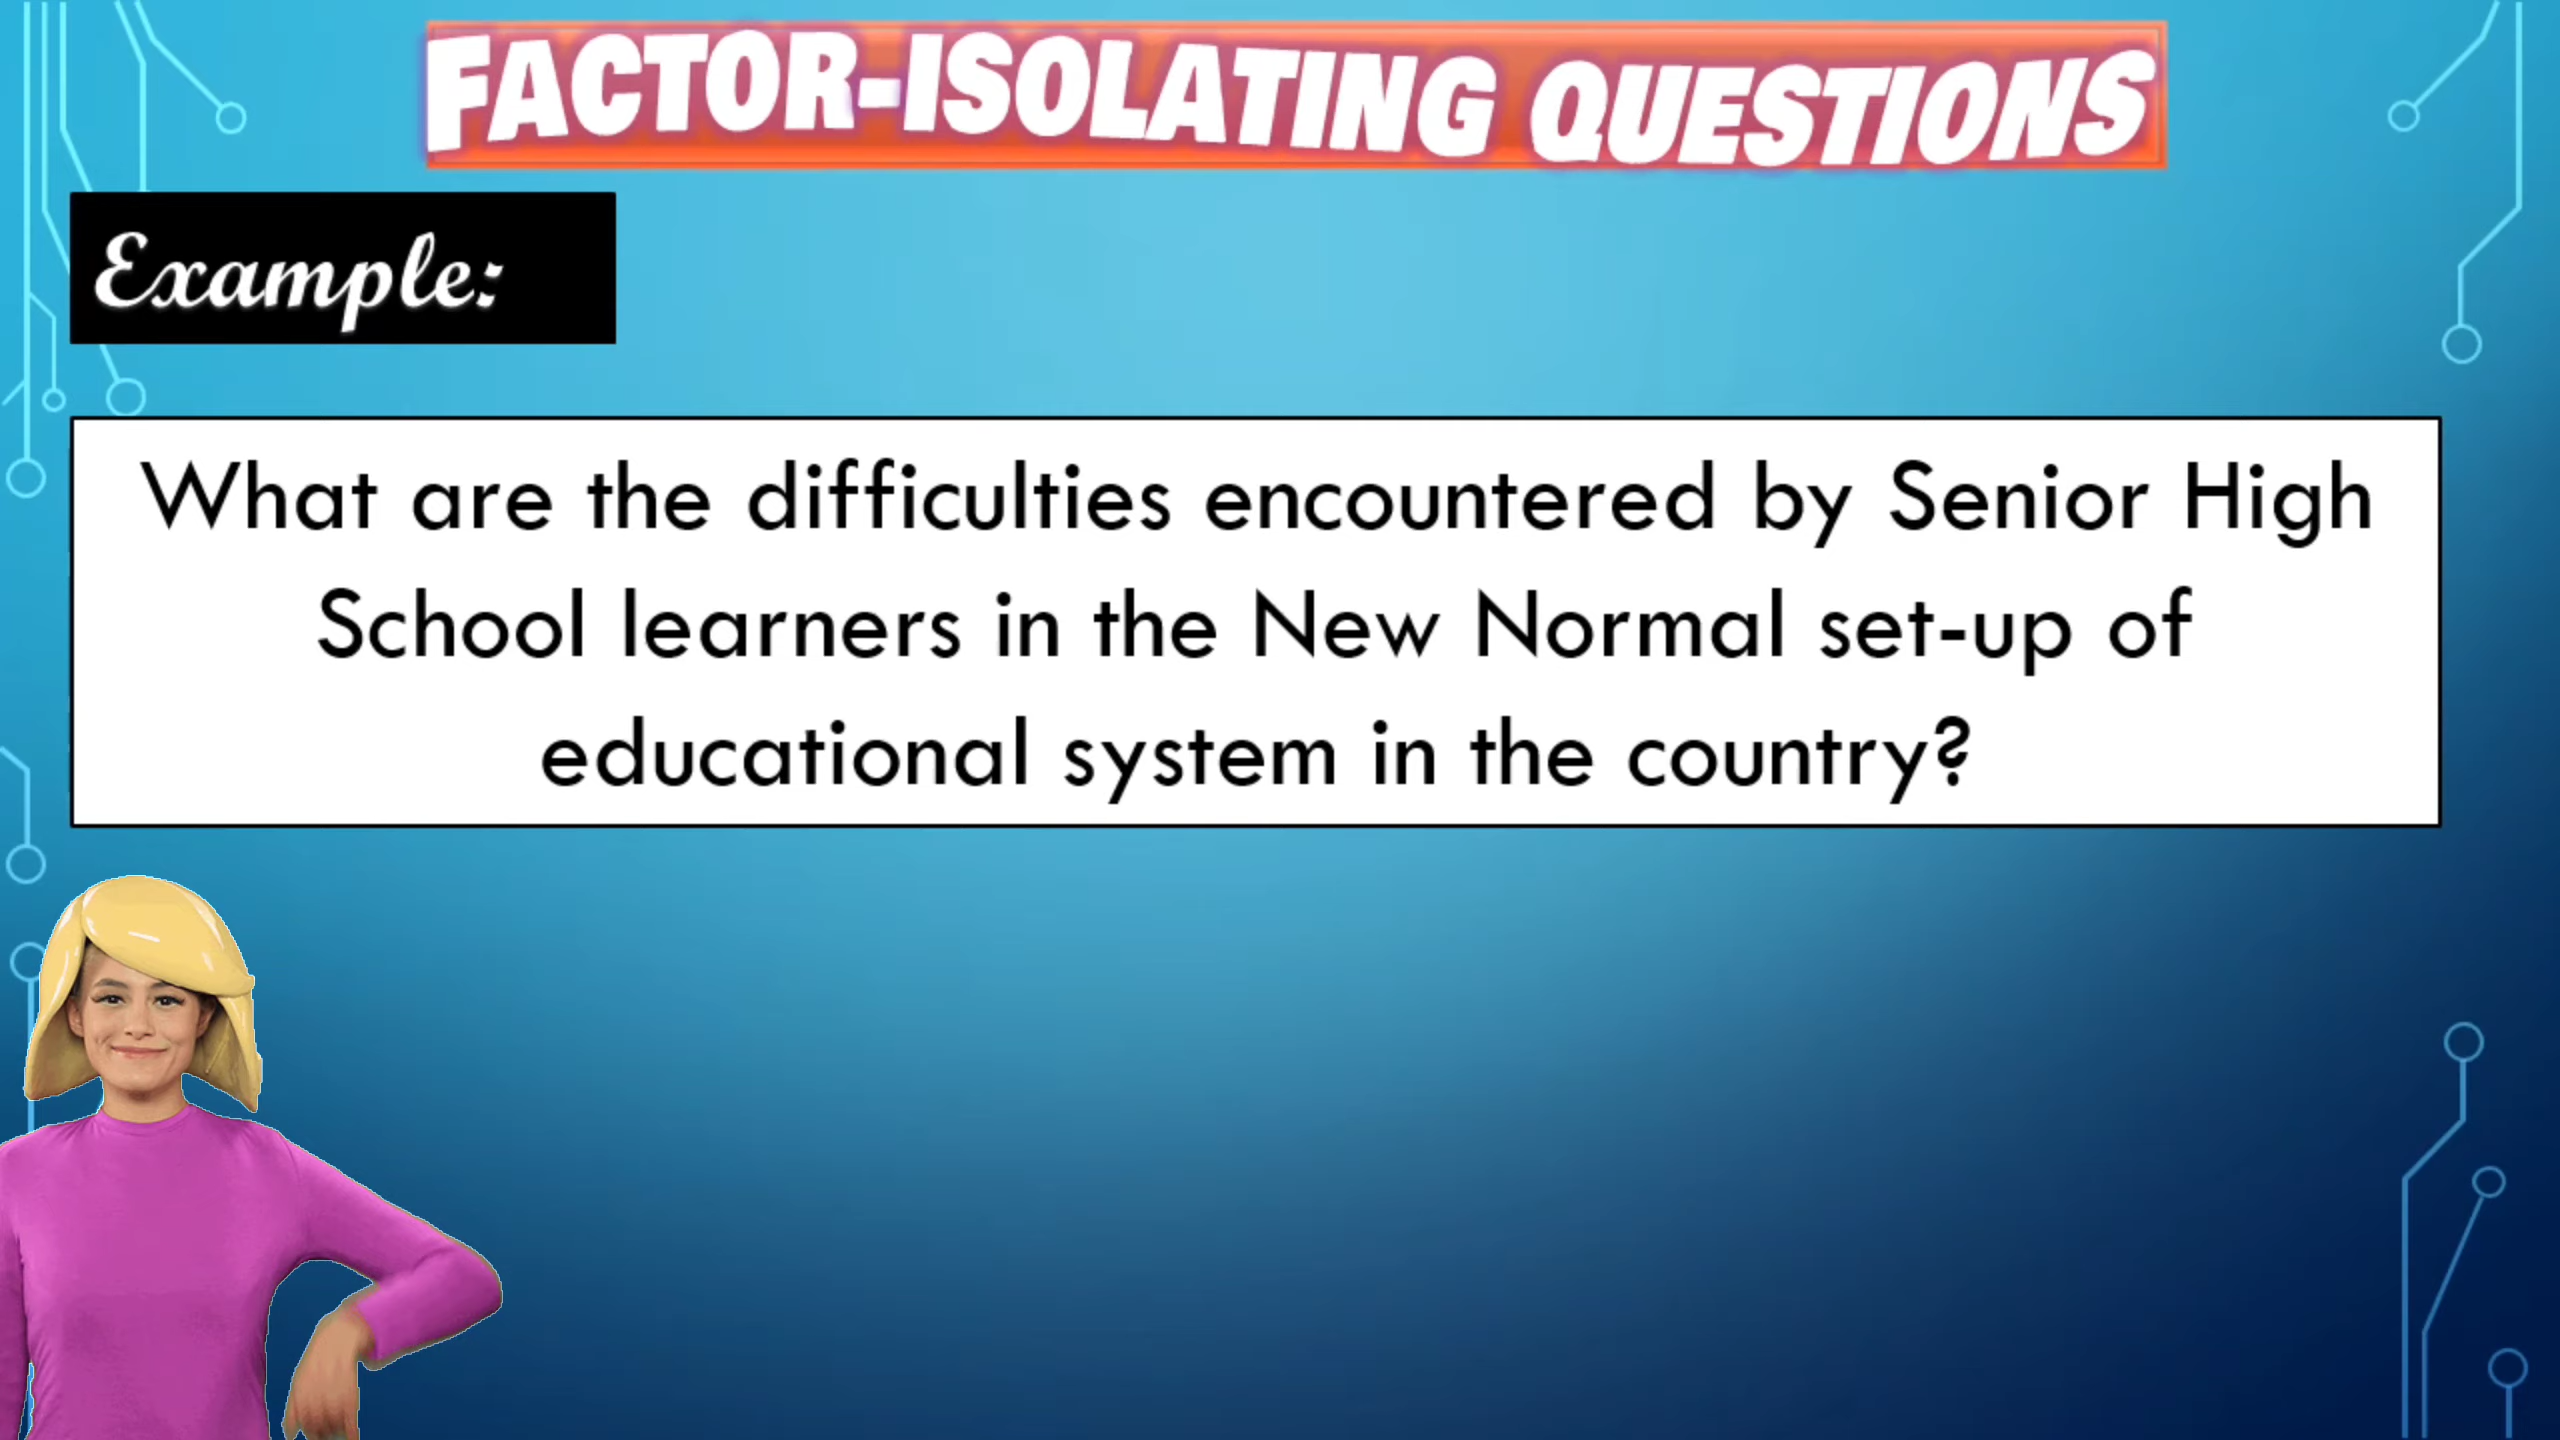 FACTOR-ISOLATING QUESTIONS
Example:
What are the difficulties encountered by Senior High
School learners in the New Normal set-up of
educational system in the country?